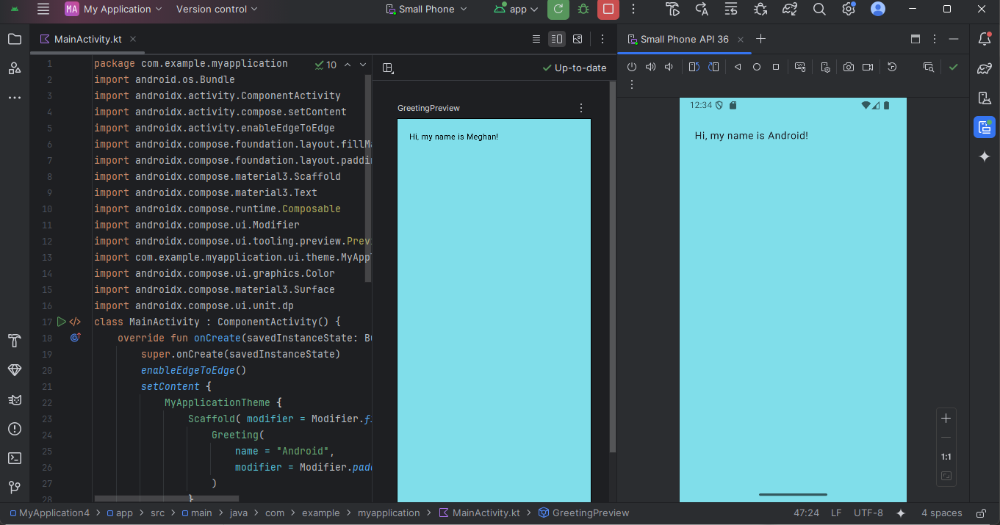 MA My Application Version control Small Phone app
MainActivity.kt
Small Phone API 36
1 package com.example.myapplication
10
2 import android.os.Bundle
3 import androidx.activity.ComponentActivity
4 import androidx.activity.compose.setContent
5 import androidx.activity.enableEdgeToEdge
6 import androidx.compose.foundation.layout.fillMa
7 import androidx.compose.foundation.layout.paddin
8 import androidx.compose.material3.Scaffold
9 import androidx.compose.material3.Text
10 import androidx.compose.runtime.Composable
11 import androidx.compose.ui.Modifier
12 import androidx.compose.ui.tooling.preview.Previ
13 import com.example.myapplication.ui.theme.MyAppl
14 import androidx.compose.ui.graphics.Color
15 import androidx.compose.material3.Surface
16 import androidx.compose.ui.unit.dp
17 class MainActivity : ComponentActivity() {
18 override fun onCreate(savedInstanceState: Bu
19 super.onCreate(savedInstanceState)
20 enableEdgeToEdge()
21 setContent {
22 MyApplicationTheme {
23 Scaffold( modifier = Modifier.fi
24 Greeting(
25 name = "Android",
26 modifier = Modifier.padd
27 )
28 }
Up-to-date
GreetingPreview
Hi, my name is Meghan!
12:34
Hi, my name is Android!
1:1
MyApplication4 app src main java com example myapplication MainActivity.kt GreetingPreview 47:24 LF UTF-8 4 spaces